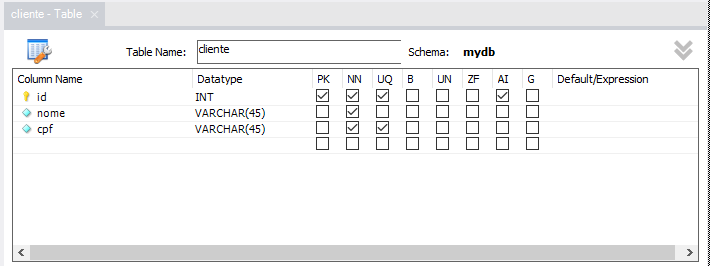 cliente - Table ×
Table Name: cliente Schema: mydb
Column Name Datatype PK NN UQ B UN ZF AI G Default/Expression
id INT
nome VARCHAR(45)
cpf VARCHAR(45)